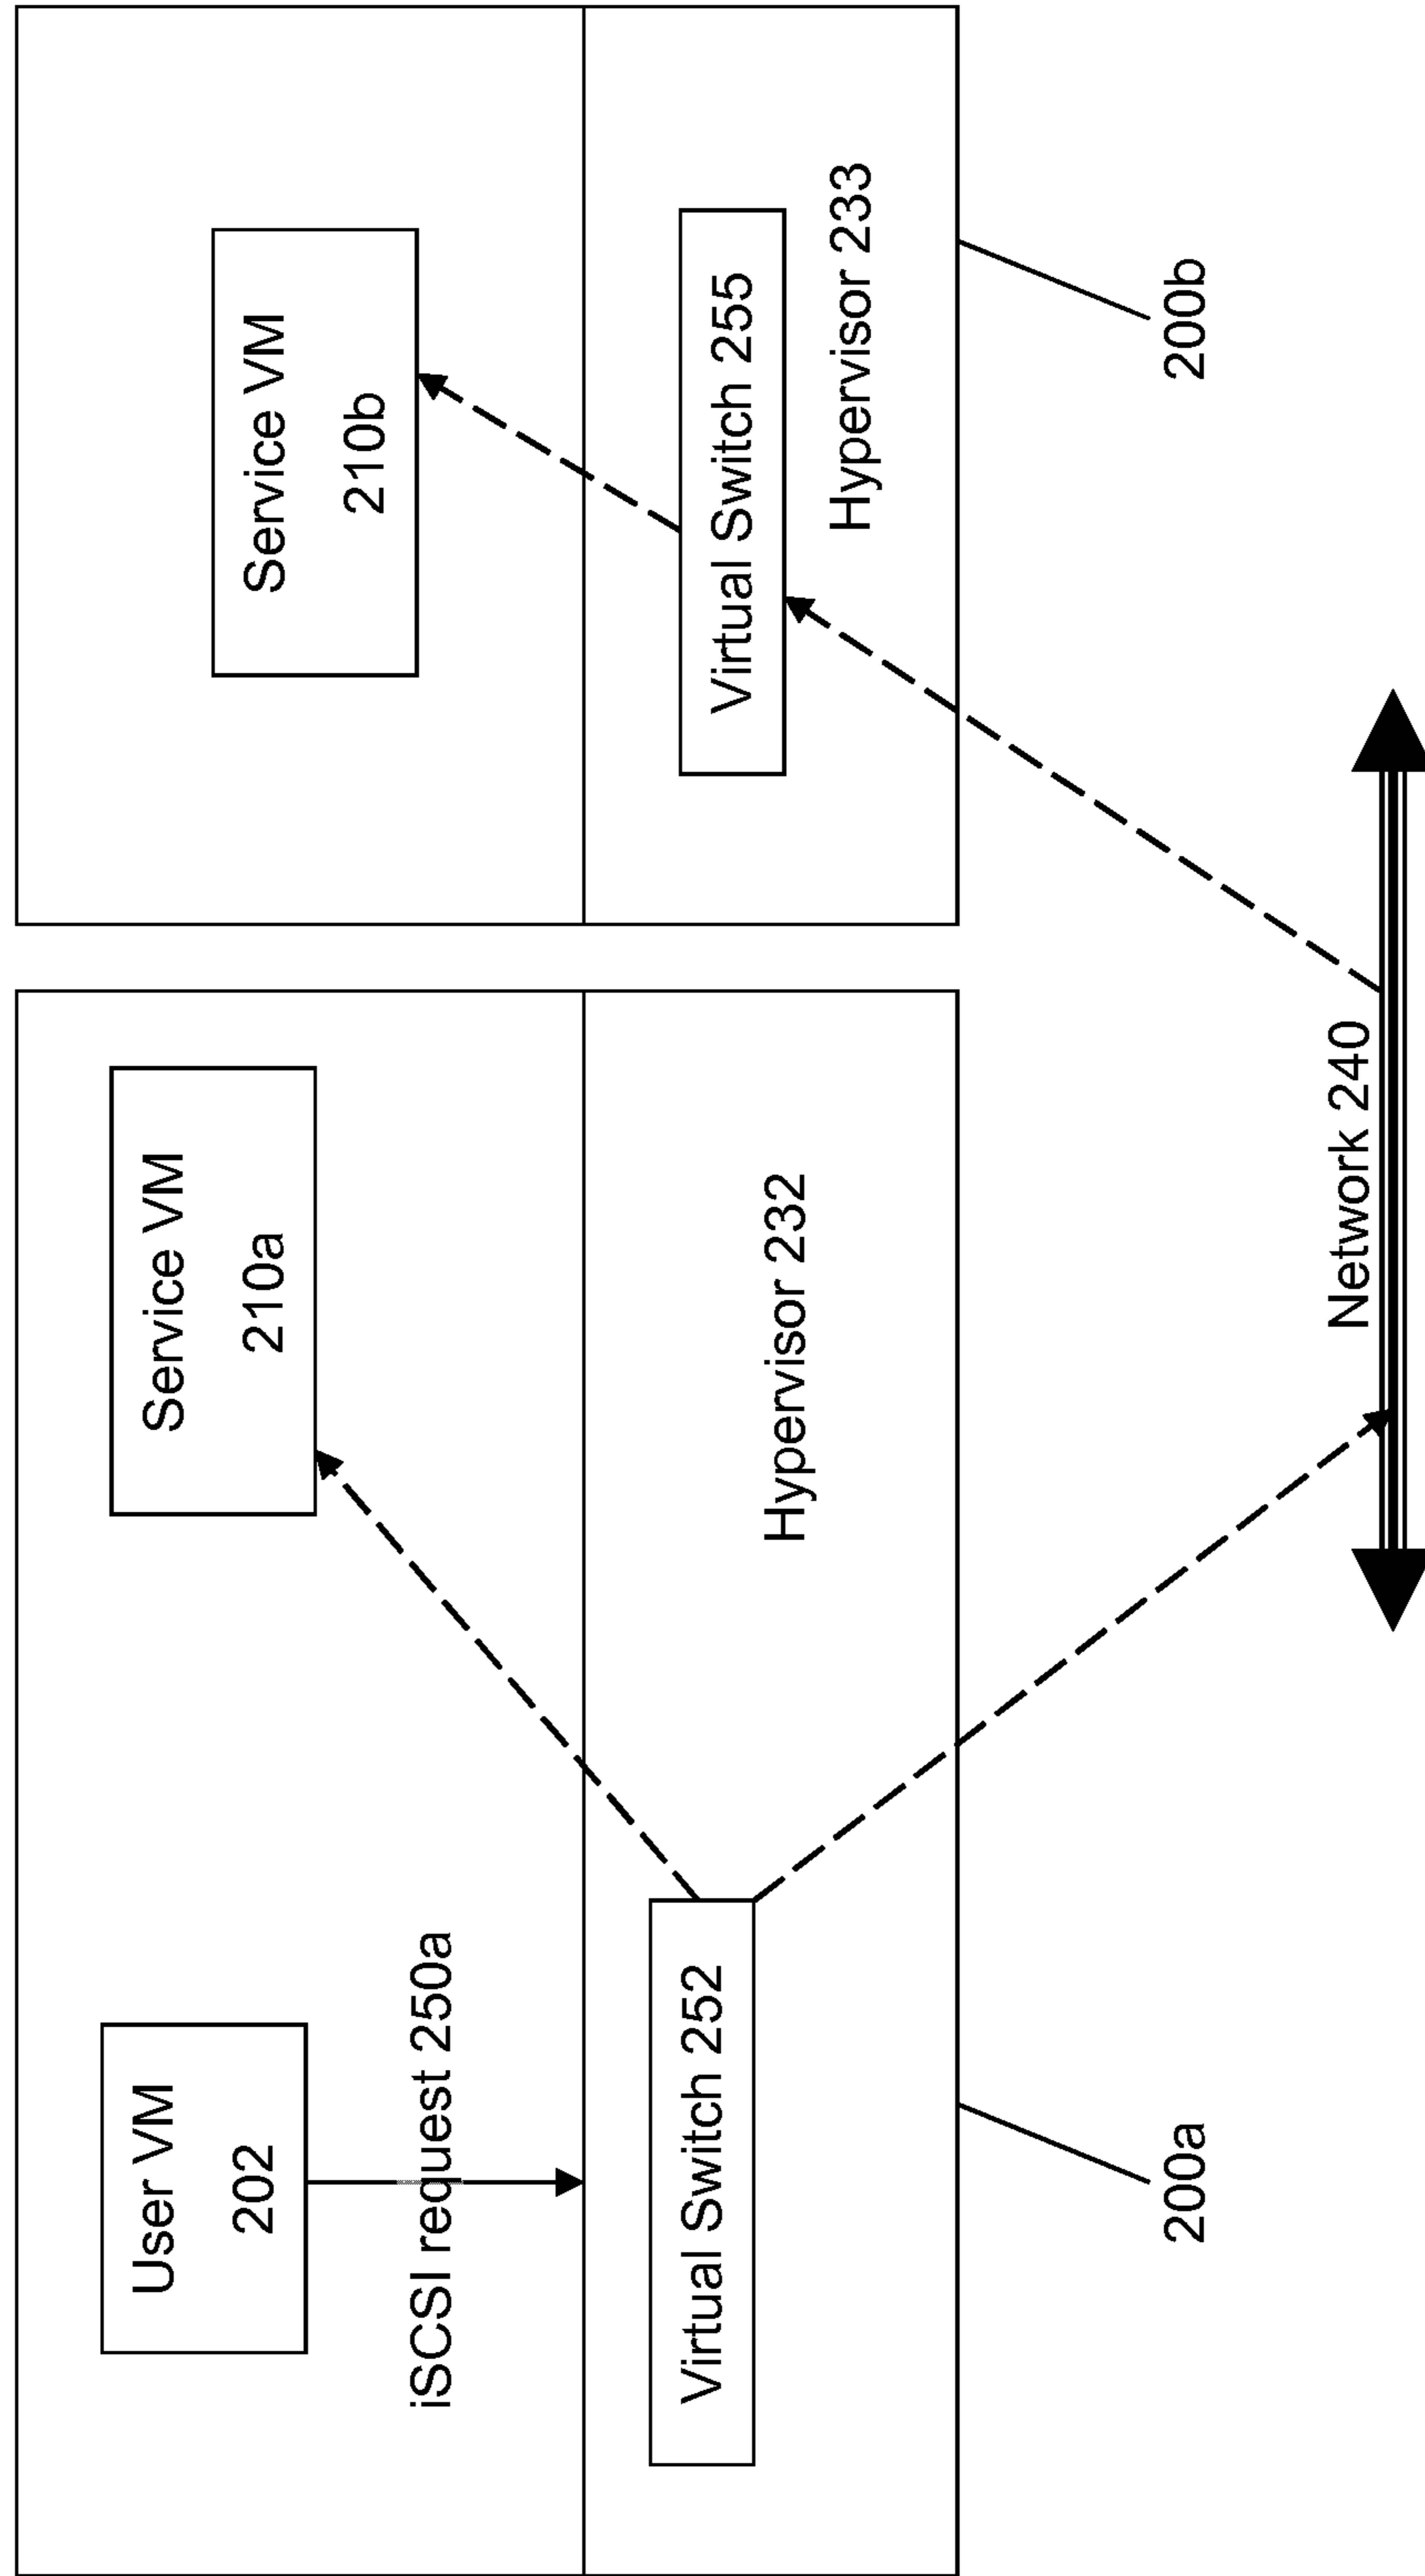 User VM
202
Service VM
210a
Service VM
210b
iSCSI request 250a
Virtual Switch 252
Hypervisor 232
Virtual Switch 255
Hypervisor 233
200a
200b
Network 240